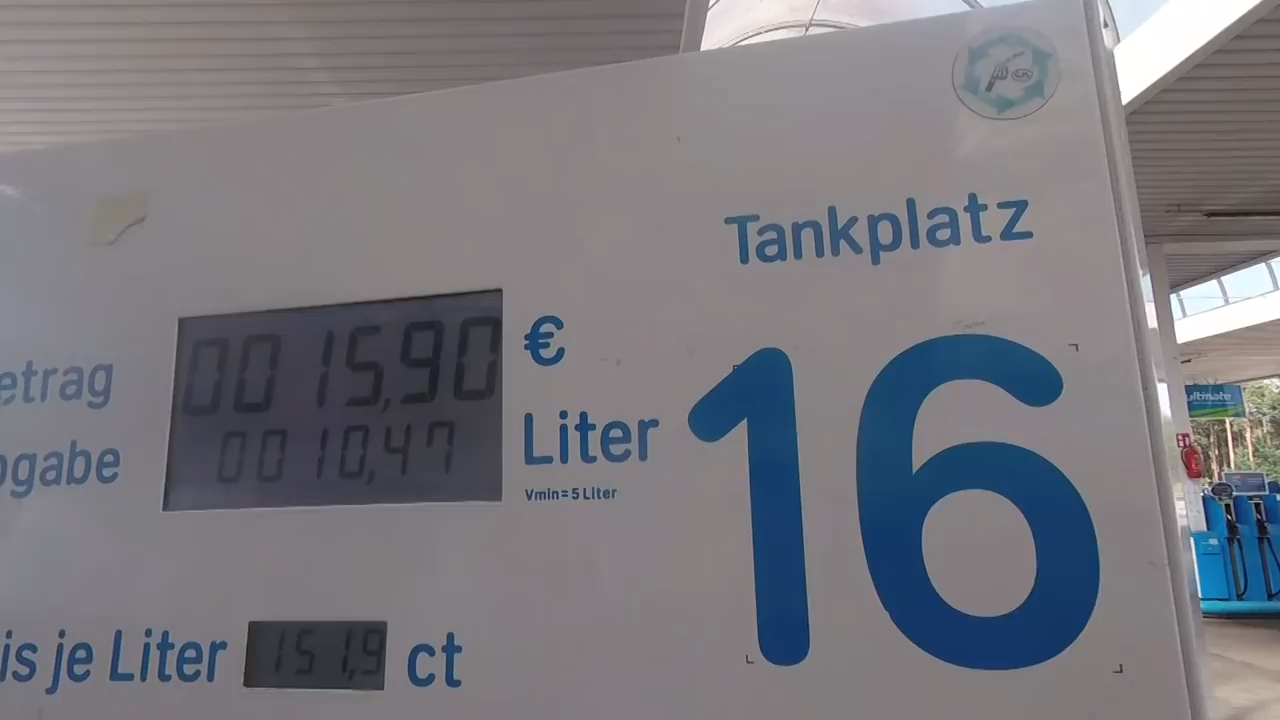 Tankplatz
16
etrag 0015,90 €
ogabe 0010,47 Liter
Vmin=5 Liter
is je Liter 151,9 ct
ultimate